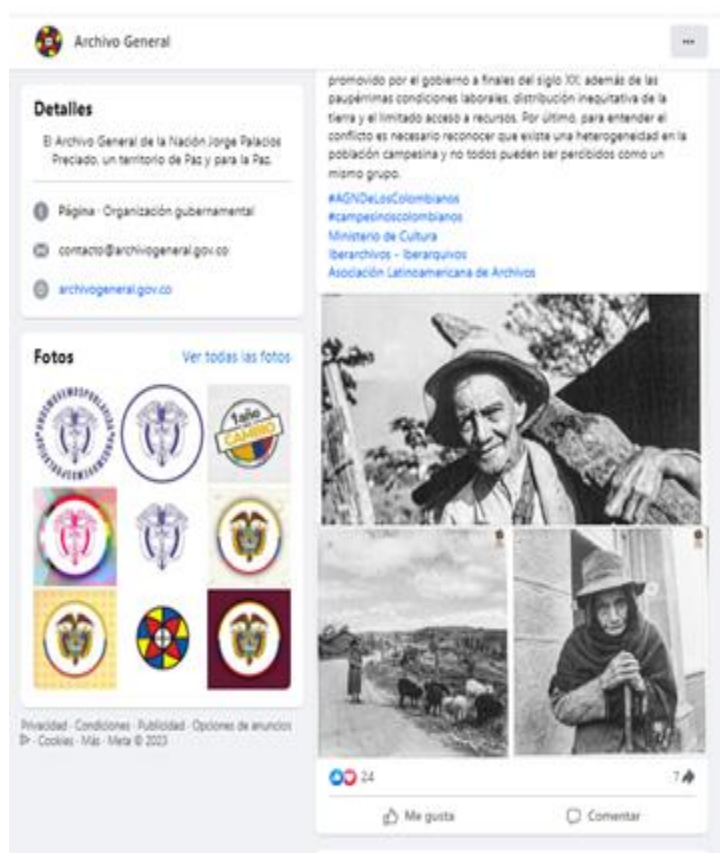 Archivo General
Detalles
El Archivo General de la Nación Jorge Palacios
Preciado, un territorio de Paz y para la Paz.
Página · Organización gubernamental
contacto@archivogeneral.gov.co
archivogeneral.gov.co
Fotos
Ver todas las fotos
1año
CAMBIO
Privacidad · Condiciones · Publicidad · Opciones de anuncios
· Cookies · Más · Meta © 2023
promovido por el gobierno a finales del siglo XX; además de las
paupérrimas condiciones laborales, distribución inequitativa de la
tierra y el limitado acceso a recursos. Por último, para entender el
conflicto es necesario reconocer que existe una heterogeneidad en la
población campesina y no todos pueden ser percibidos como un
mismo grupo.
#AGNDeLosColombianos
#campesinoscolombianos
Ministerio de Cultura
Iberarchivos - Iberarquivos
Asociación Latinoamericana de Archivos
24
7
Me gusta
Comentar